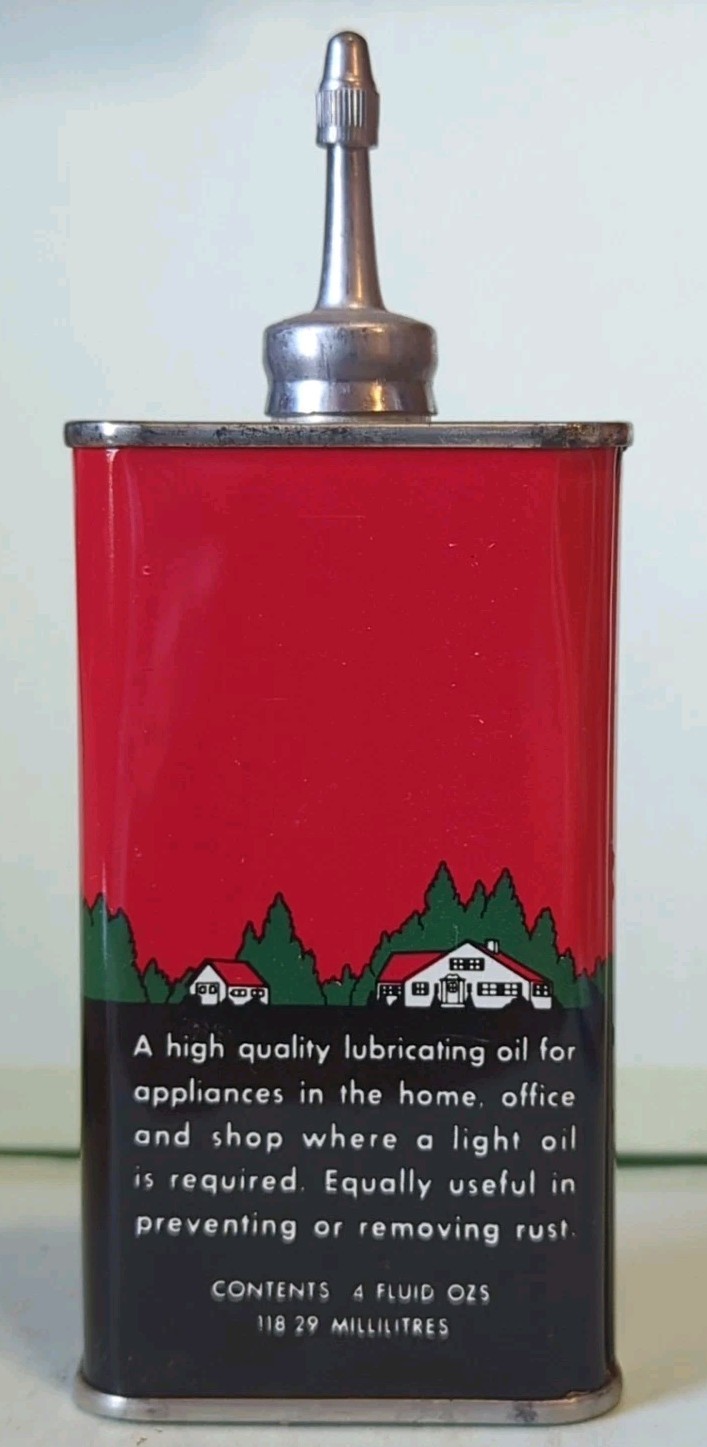 A high quality lubricating oil for
appliances in the home, office
and shop where a light oil
is required. Equally useful in
preventing or removing rust.
CONTENTS 4 FLUID OZS
118 29 MILLILITRES